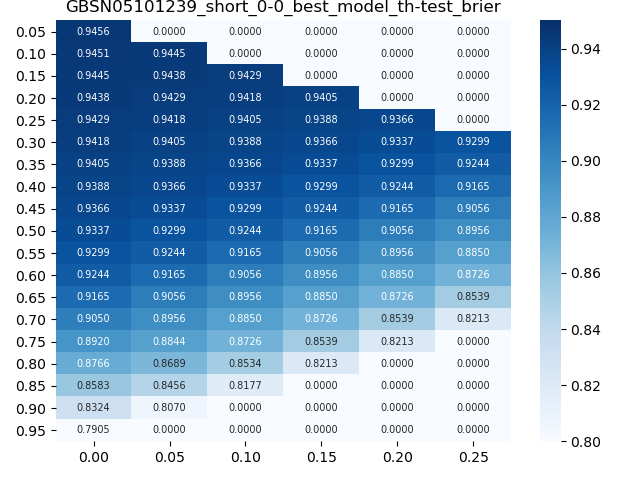 GBSN05101239_short_0-0_best_model_th-test_brier
0.05 0.9456 0.0000 0.0000 0.0000 0.0000 0.0000
0.10 0.9451 0.9445 0.0000 0.0000 0.0000 0.0000
0.15 0.9445 0.9438 0.9429 0.0000 0.0000 0.0000
0.20 0.9438 0.9429 0.9418 0.9405 0.0000 0.0000
0.25 0.9429 0.9418 0.9405 0.9388 0.9366 0.0000
0.30 0.9418 0.9405 0.9388 0.9366 0.9337 0.9299
0.35 0.9405 0.9388 0.9366 0.9337 0.9299 0.9244
0.40 0.9388 0.9366 0.9337 0.9299 0.9244 0.9165
0.45 0.9366 0.9337 0.9299 0.9244 0.9165 0.9056
0.50 0.9337 0.9299 0.9244 0.9165 0.9056 0.8956
0.55 0.9299 0.9244 0.9165 0.9056 0.8956 0.8850
0.60 0.9244 0.9165 0.9056 0.8956 0.8850 0.8726
0.65 0.9165 0.9056 0.8956 0.8850 0.8726 0.8539
0.70 0.9050 0.8956 0.8850 0.8726 0.8539 0.8213
0.75 0.8920 0.8844 0.8726 0.8539 0.8213 0.0000
0.80 0.8766 0.8689 0.8534 0.8213 0.0000 0.0000
0.85 0.8583 0.8456 0.8177 0.0000 0.0000 0.0000
0.90 0.8324 0.8070 0.0000 0.0000 0.0000 0.0000
0.95 0.7905 0.0000 0.0000 0.0000 0.0000 0.0000
0.00 0.05 0.10 0.15 0.20 0.25
0.94
0.92
0.90
0.88
0.86
0.84
0.82
0.80